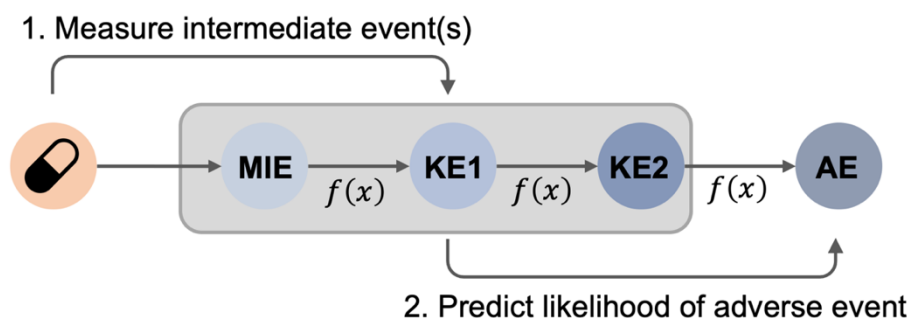 1. Measure intermediate event(s)
MIE
KE1
KE2
AE
f(x)
f(x)
f(x)
2. Predict likelihood of adverse event